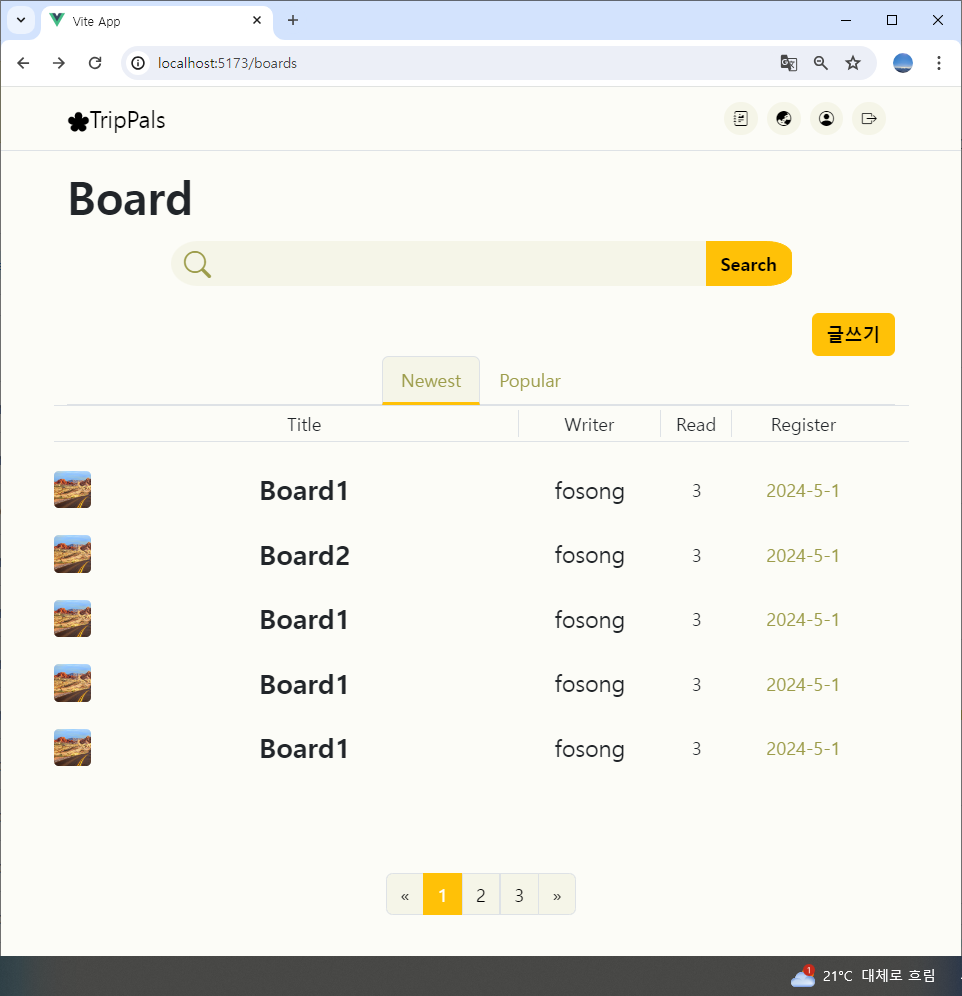 Vite App
localhost:5173/boards
TripPals
Board
Search
글쓰기
Newest Popular
Title Writer Read Register
Board1 fosong 3 2024-5-1
Board2 fosong 3 2024-5-1
Board1 fosong 3 2024-5-1
Board1 fosong 3 2024-5-1
Board1 fosong 3 2024-5-1
« 1 2 3 »
1 21°C 대체로 흐림